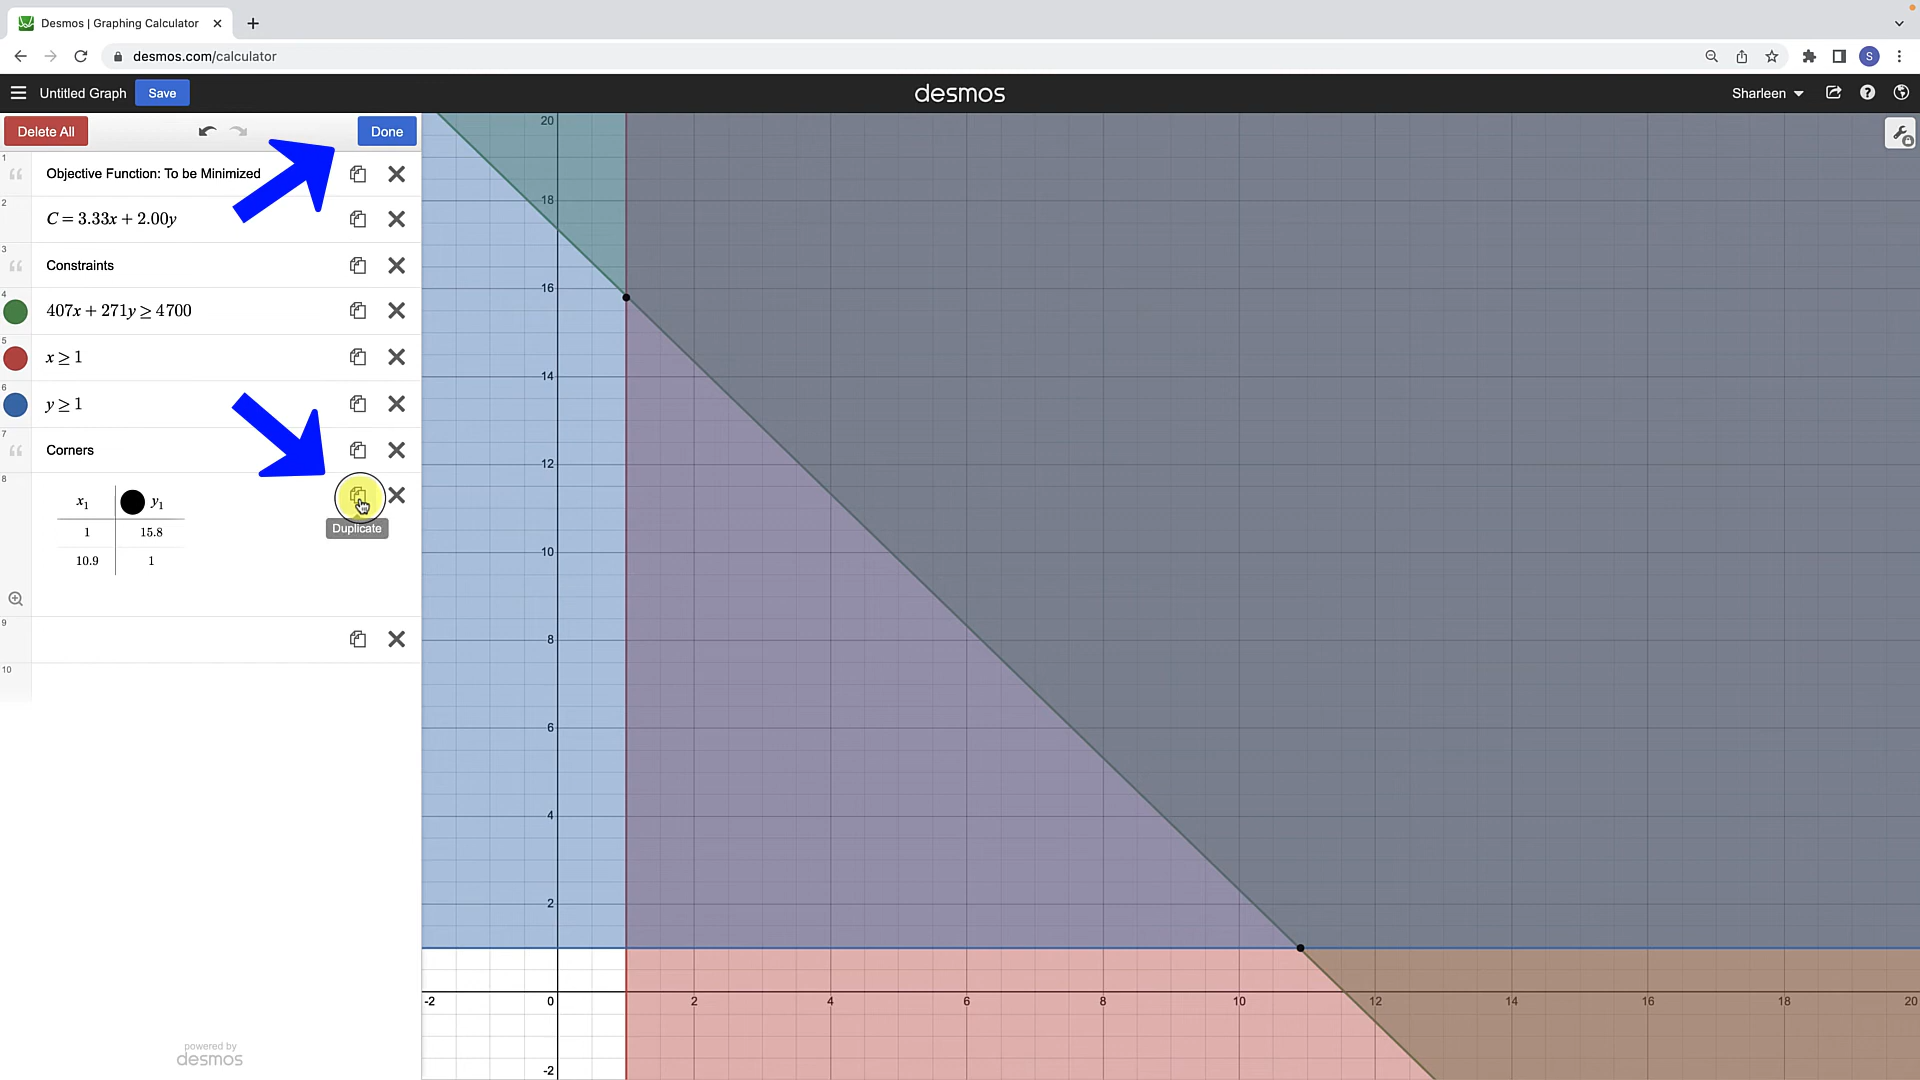 Desmos | Graphing Calculator
desmos.com/calculator
S
Untitled Graph
Save
desmos
Sharleen
Delete All
Done
1
Objective Function: To be Minimized
2
C = 3.33x + 2.00y
3
Constraints
4
407x + 271y ≥ 4700
5
x ≥ 1
6
y ≥ 1
7
Corners
8
x₁ y₁
1 15.8
10.9 1
Duplicate
9
10
powered by
desmos
20
18
16
14
12
10
8
6
4
2
-2 0 2 4 6 8 10 12 14 16 18 20
-2